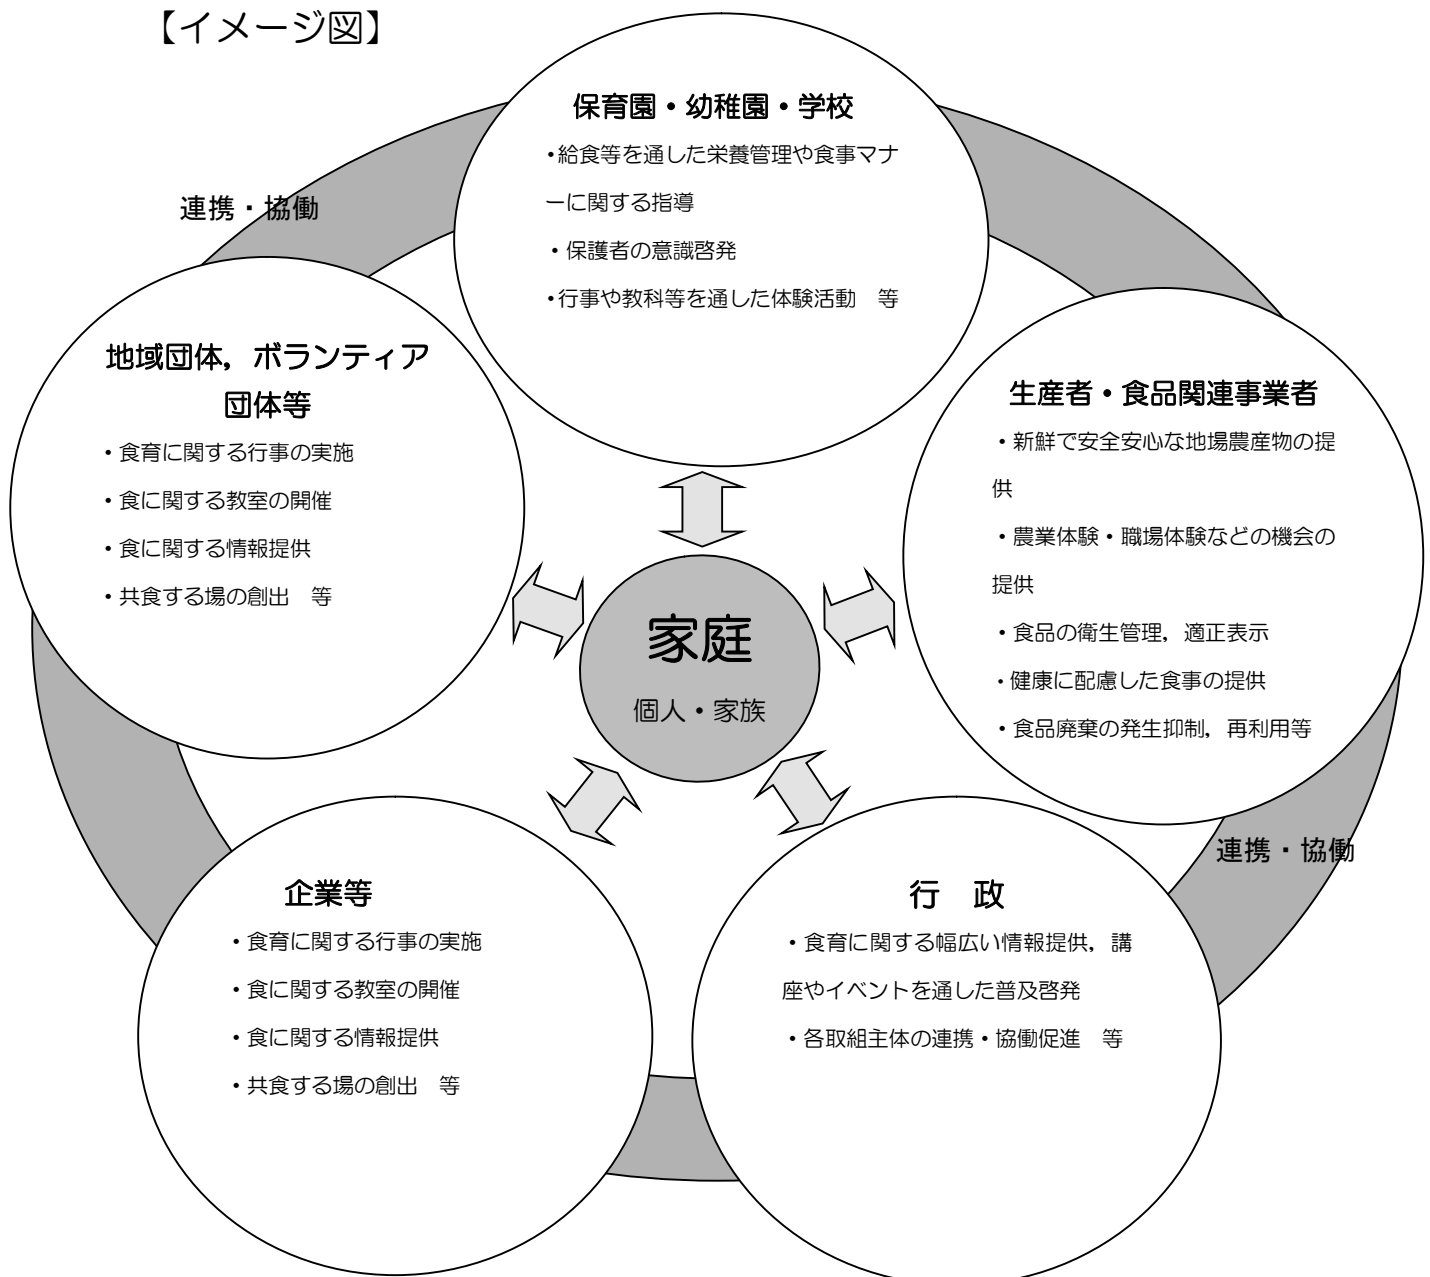 【イメージ図】
保育園・幼稚園・学校
・給食等を通した栄養管理や食事マナ
ーに関する指導
・保護者の意識啓発
・行事や教科等を通した体験活動　等
連携・協働
地域団体，ボランティア
団体等
・食育に関する行事の実施
・食に関する教室の開催
・食に関する情報提供
・共食する場の創出　等
生産者・食品関連事業者
・新鮮で安全安心な地場農産物の提
供
・農業体験・職場体験などの機会の
提供
・食品の衛生管理，適正表示
・健康に配慮した食事の提供
・食品廃棄の発生抑制，再利用等
家庭
個人・家族
連携・協働
企業等
・食育に関する行事の実施
・食に関する教室の開催
・食に関する情報提供
・共食する場の創出　等
行　政
・食育に関する幅広い情報提供，講
座やイベントを通した普及啓発
・各取組主体の連携・協働促進　等